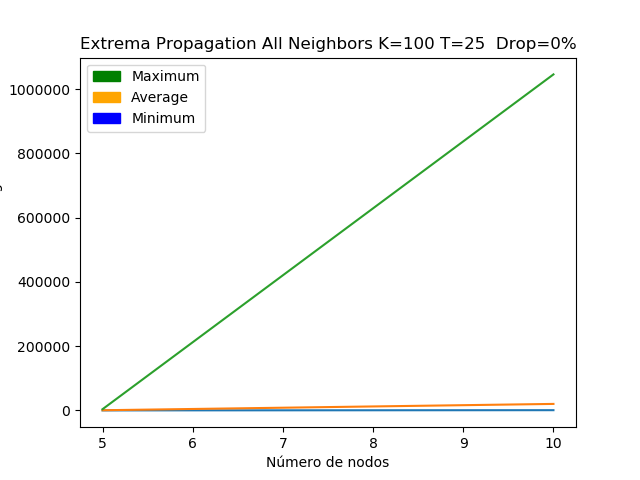 Extrema Propagation All Neighbors K=100 T=25  Drop=0%
Maximum
Average
Minimum
1000000
800000
600000
400000
200000
0
5 6 7 8 9 10
Número de nodos